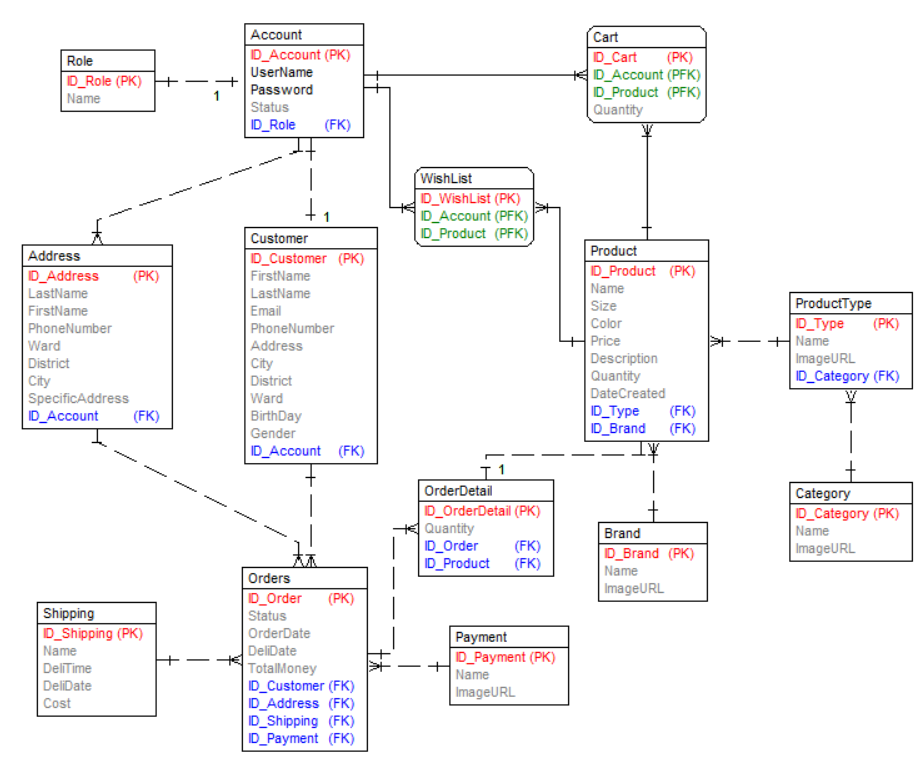 Account
ID_Account (PK)
UserName
Password
Status
ID_Role (FK)
Role
ID_Role (PK)
Name
1
Cart
ID_Cart (PK)
ID_Account (PFK)
ID_Product (PFK)
Quantity
WishList
ID_WishList (PK)
ID_Account (PFK)
ID_Product (PFK)
1
Address
ID_Address (PK)
LastName
FirstName
PhoneNumber
Ward
District
City
SpecificAddress
ID_Account (FK)
Customer
ID_Customer (PK)
FirstName
LastName
Email
PhoneNumber
Address
City
District
Ward
BirthDay
Gender
ID_Account (FK)
Product
ID_Product (PK)
Name
Size
Color
Price
Description
Quantity
DateCreated
ID_Type (FK)
ID_Brand (FK)
ProductType
ID_Type (PK)
Name
ImageURL
ID_Category (FK)
1
OrderDetail
ID_OrderDetail (PK)
Quantity
ID_Order (FK)
ID_Product (FK)
Category
ID_Category (PK)
Name
ImageURL
Brand
ID_Brand (PK)
Name
ImageURL
Orders
ID_Order (PK)
Status
OrderDate
DeliDate
TotalMoney
ID_Customer (FK)
ID_Address (FK)
ID_Shipping (FK)
ID_Payment (FK)
Shipping
ID_Shipping (PK)
Name
DeliTime
DeliDate
Cost
Payment
ID_Payment (PK)
Name
ImageURL